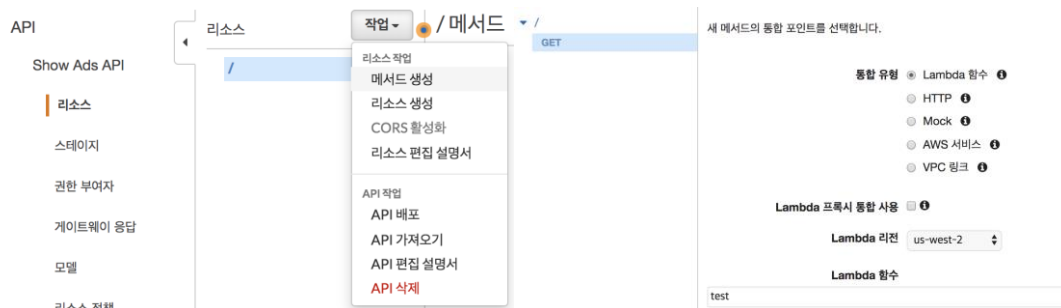 API
Show Ads API
리소스
스테이지
권한 부여자
게이트웨이 응답
모델
리소스 정책
리소스
작업
/ 메서드
/
리소스 작업
메서드 생성
리소스 생성
CORS 활성화
리소스 편집 설명서
API 작업
API 배포
API 가져오기
API 편집 설명서
API 삭제
/
GET
새 메서드의 통합 포인트를 선택합니다.
통합 유형 Lambda 함수
HTTP
Mock
AWS 서비스
VPC 링크
Lambda 프록시 통합 사용
Lambda 리전 us-west-2
Lambda 함수
test